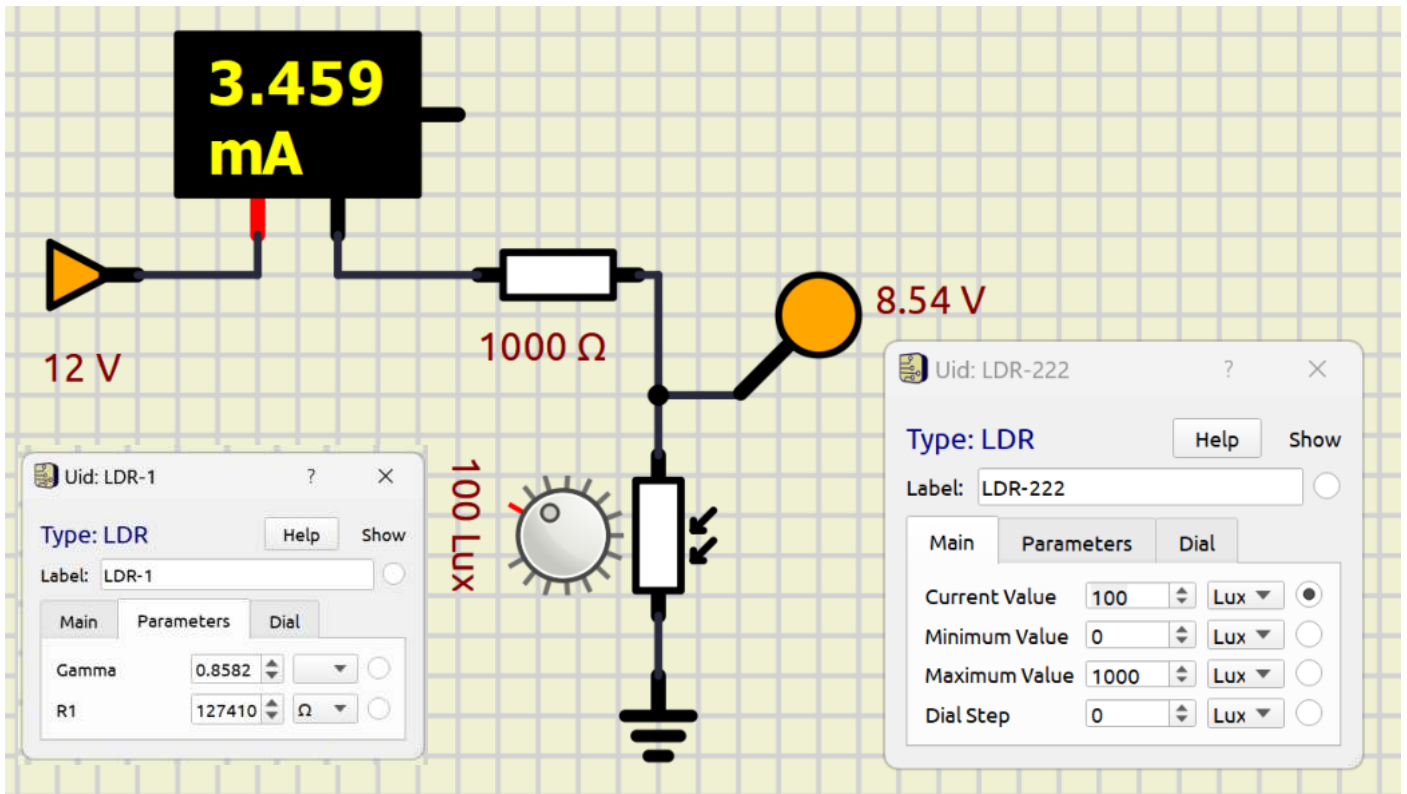 3.459
mA
12 V
1000 Ω
8.54 V
100 Lux
Uid: LDR-1
?
Type: LDR
Help
Show
Label:
LDR-1
Main
Parameters
Dial
Gamma
0.8582
R1
127410
Ω
Uid: LDR-222
?
Type: LDR
Help
Show
Label:
LDR-222
Main
Parameters
Dial
Current Value
100
Lux
Minimum Value
0
Lux
Maximum Value
1000
Lux
Dial Step
0
Lux